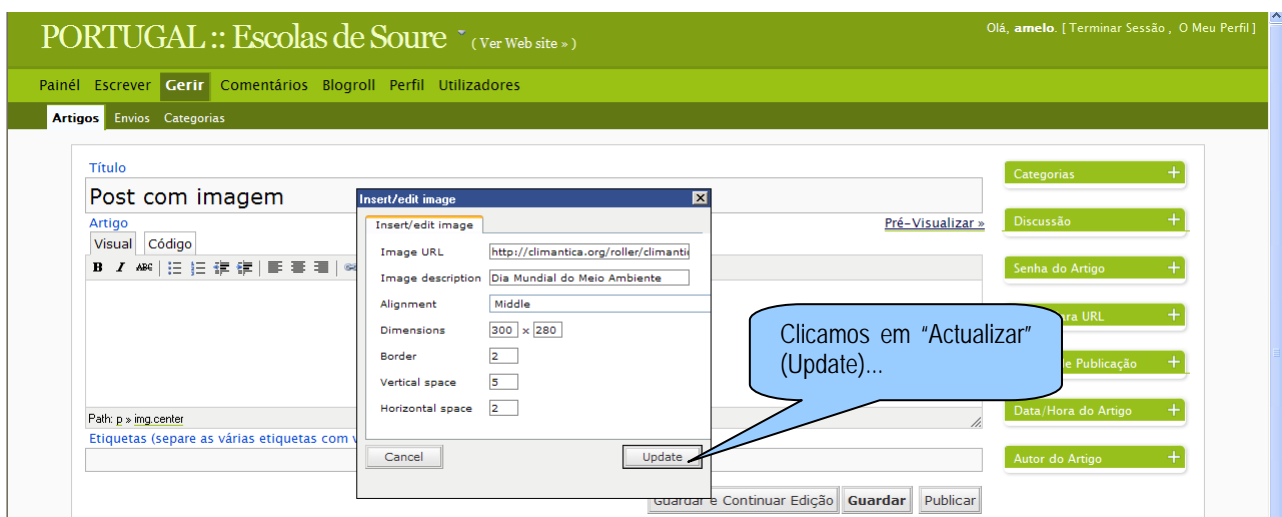 PORTUGAL :: Escolas de Soure ( Ver Web site » )
Olá, amelo. [ Terminar Sessão , O Meu Perfil ]
Painél Escrever Gerir Comentários Blogroll Perfil Utilizadores
Artigos Envios Categorias
Título
Post com imagem
Artigo
Pré-Visualizar »
Visual Código
B I ABC
Path: p » img.center
Etiquetas (separe as várias etiquetas com
Insert/edit image
Insert/edit image
Image URL http://climantica.org/roller/climanti
Image description Dia Mundial do Meio Ambiente
Alignment Middle
Dimensions 300 x 280
Border 2
Vertical space 5
Horizontal space 2
Cancel Update
Clicamos em “Actualizar”
(Update)...
Guardar e Continuar Edição Guardar Publicar
Categorias +
Discussão +
Senha do Artigo +
ara URL +
e Publicação +
Data/Hora do Artigo +
Autor do Artigo +